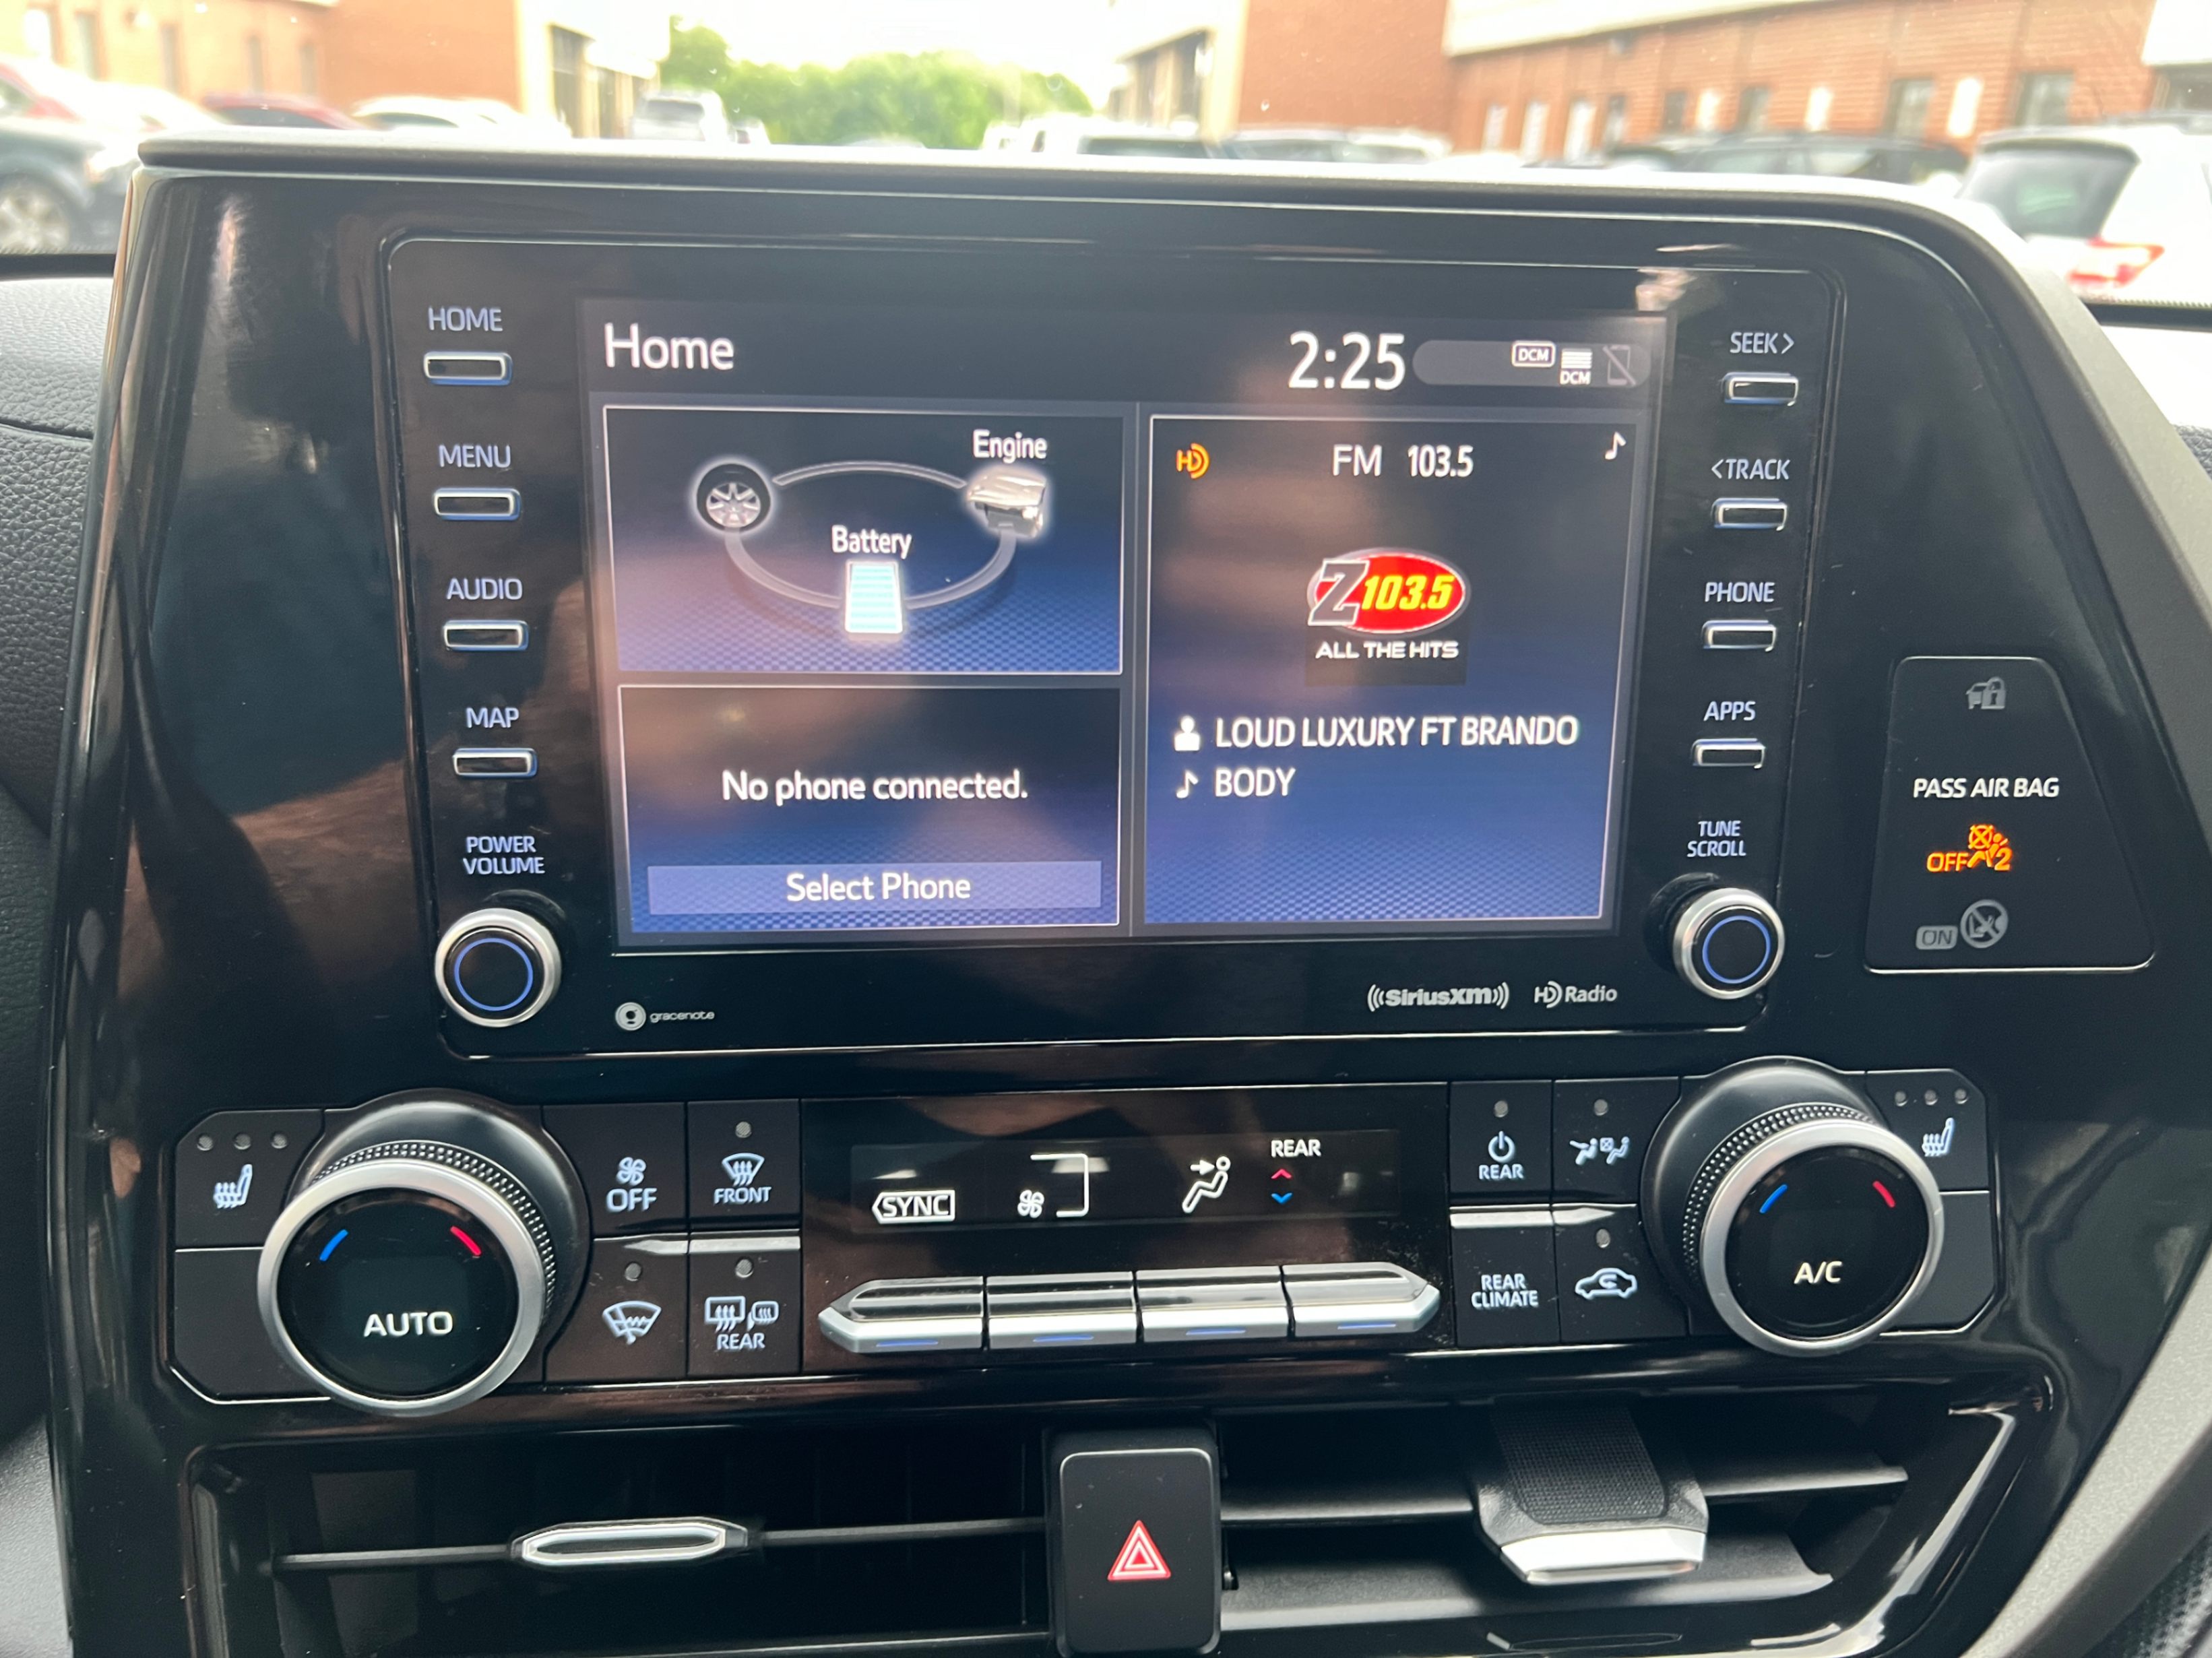 HOME
MENU
AUDIO
MAP
POWER
VOLUME
Home
2:25
DCM
DCM
Engine
Battery
No phone connected.
Select Phone
HD
FM 103.5
Z103.5
ALL THE HITS
LOUD LUXURY FT BRANDO
BODY
SEEK>
<TRACK
PHONE
APPS
TUNE
SCROLL
PASS AIR BAG
OFF 2
ON
gracenote
((SiriusXM))
HD Radio
AUTO
OFF
FRONT
REAR
SYNC
REAR
REAR
REAR
CLIMATE
A/C